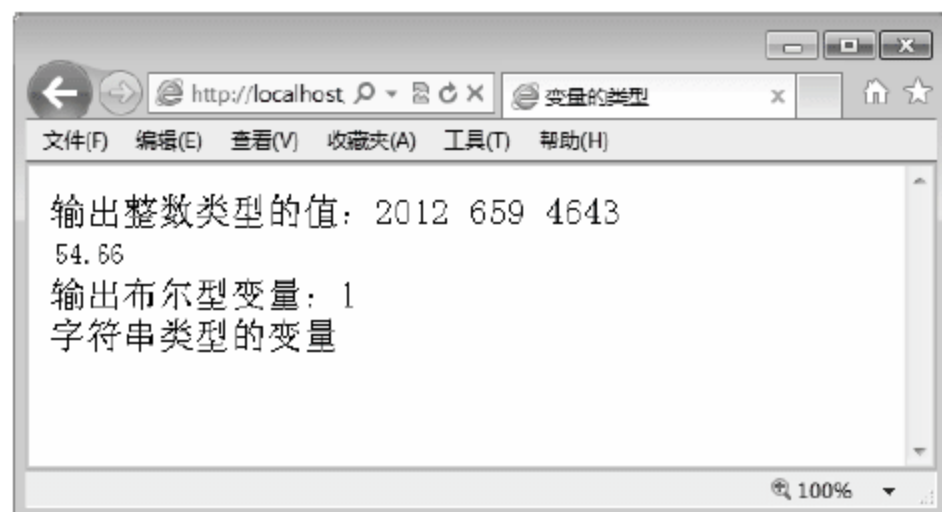 http://localhost
变量的类型
文件(F) 编辑(E) 查看(V) 收藏夹(A) 工具(T) 帮助(H)
输出整数类型的值：2012 659 4643
54.66
输出布尔型变量：1
字符串类型的变量
100%